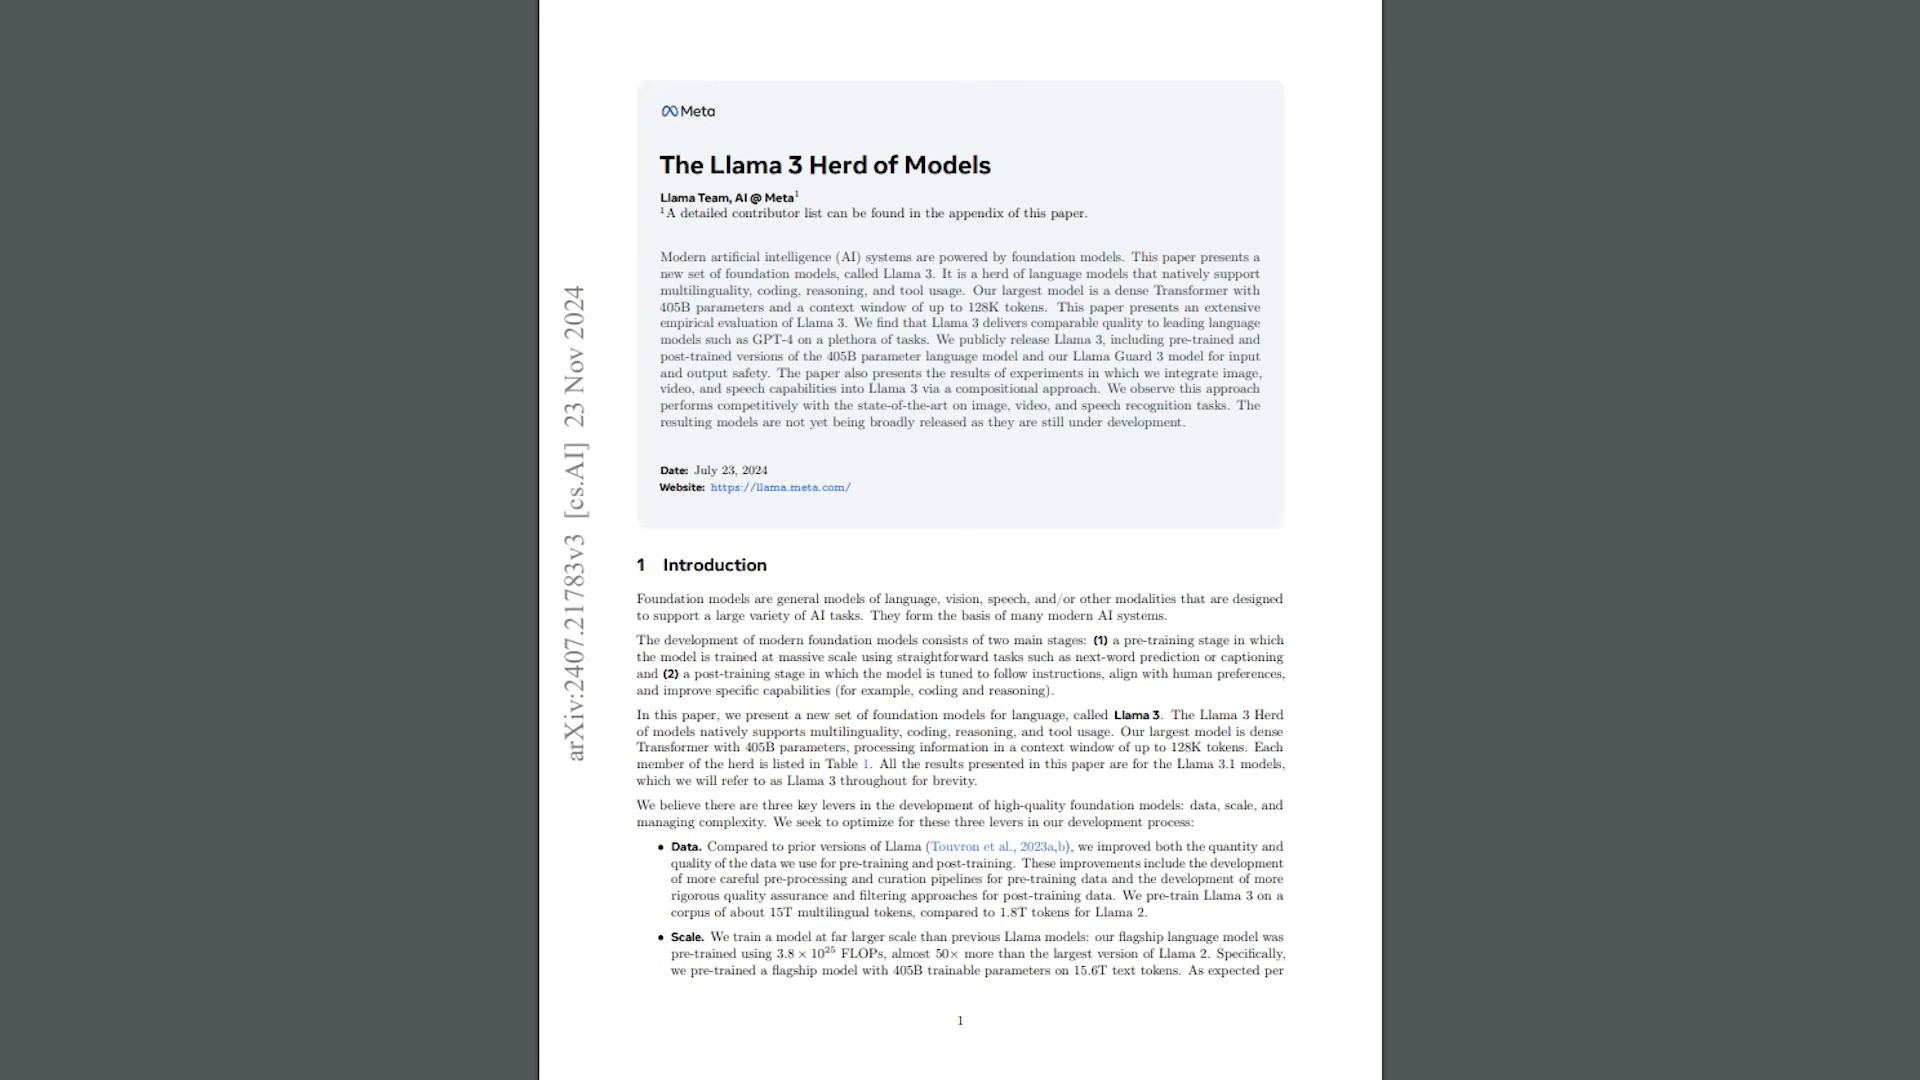 Meta
The Llama 3 Herd of Models
Llama Team, AI @ Meta¹
¹A detailed contributor list can be found in the appendix of this paper.
Modern artificial intelligence (AI) systems are powered by foundation models. This paper presents a
new set of foundation models, called Llama 3. It is a herd of language models that natively support
multilinguality, coding, reasoning, and tool usage. Our largest model is a dense Transformer with
405B parameters and a context window of up to 128K tokens. This paper presents an extensive
empirical evaluation of Llama 3. We find that Llama 3 delivers comparable quality to leading language
models such as GPT-4 on a plethora of tasks. We publicly release Llama 3, including pre-trained and
post-trained versions of the 405B parameter language model and our Llama Guard 3 model for input
and output safety. The paper also presents the results of experiments in which we integrate image,
video, and speech capabilities into Llama 3 via a compositional approach. We observe this approach
performs competitively with the state-of-the-art on image, video, and speech recognition tasks. The
resulting models are not yet being broadly released as they are still under development.
Date: July 23, 2024
Website: https://llama.meta.com/
arXiv:2407.21783v3 [cs.AI] 23 Nov 2024
1 Introduction
Foundation models are general models of language, vision, speech, and/or other modalities that are designed
to support a large variety of AI tasks. They form the basis of many modern AI systems.
The development of modern foundation models consists of two main stages: (1) a pre-training stage in which
the model is trained at massive scale using straightforward tasks such as next-word prediction or captioning
and (2) a post-training stage in which the model is tuned to follow instructions, align with human preferences,
and improve specific capabilities (for example, coding and reasoning).
In this paper, we present a new set of foundation models for language, called Llama 3. The Llama 3 Herd
of models natively supports multilinguality, coding, reasoning, and tool usage. Our largest model is dense
Transformer with 405B parameters, processing information in a context window of up to 128K tokens. Each
member of the herd is listed in Table 1. All the results presented in this paper are for the Llama 3.1 models,
which we will refer to as Llama 3 throughout for brevity.
We believe there are three key levers in the development of high-quality foundation models: data, scale, and
managing complexity. We seek to optimize for these three levers in our development process:
• Data. Compared to prior versions of Llama (Touvron et al., 2023a,b), we improved both the quantity and
quality of the data we use for pre-training and post-training. These improvements include the development
of more careful pre-processing and curation pipelines for pre-training data and the development of more
rigorous quality assurance and filtering approaches for post-training data. We pre-train Llama 3 on a
corpus of about 15T multilingual tokens, compared to 1.8T tokens for Llama 2.
• Scale. We train a model at far larger scale than previous Llama models: our flagship language model was
pre-trained using 3.8 × 10²⁵ FLOPs, almost 50× more than the largest version of Llama 2. Specifically,
we pre-trained a flagship model with 405B trainable parameters on 15.6T text tokens. As expected per
1